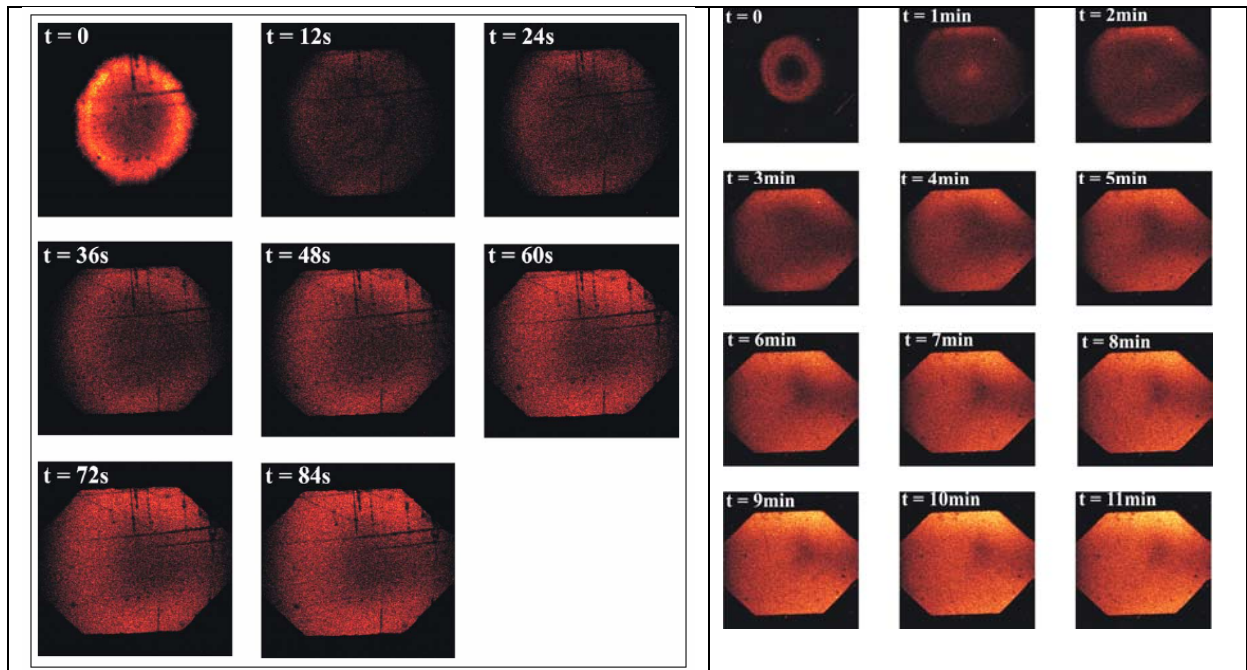 t = 0
t = 12s
t = 24s
t = 36s
t = 48s
t = 60s
t = 72s
t = 84s
t = 0
t = 1min
t = 2min
t = 3min
t = 4min
t = 5min
t = 6min
t = 7min
t = 8min
t = 9min
t = 10min
t = 11min